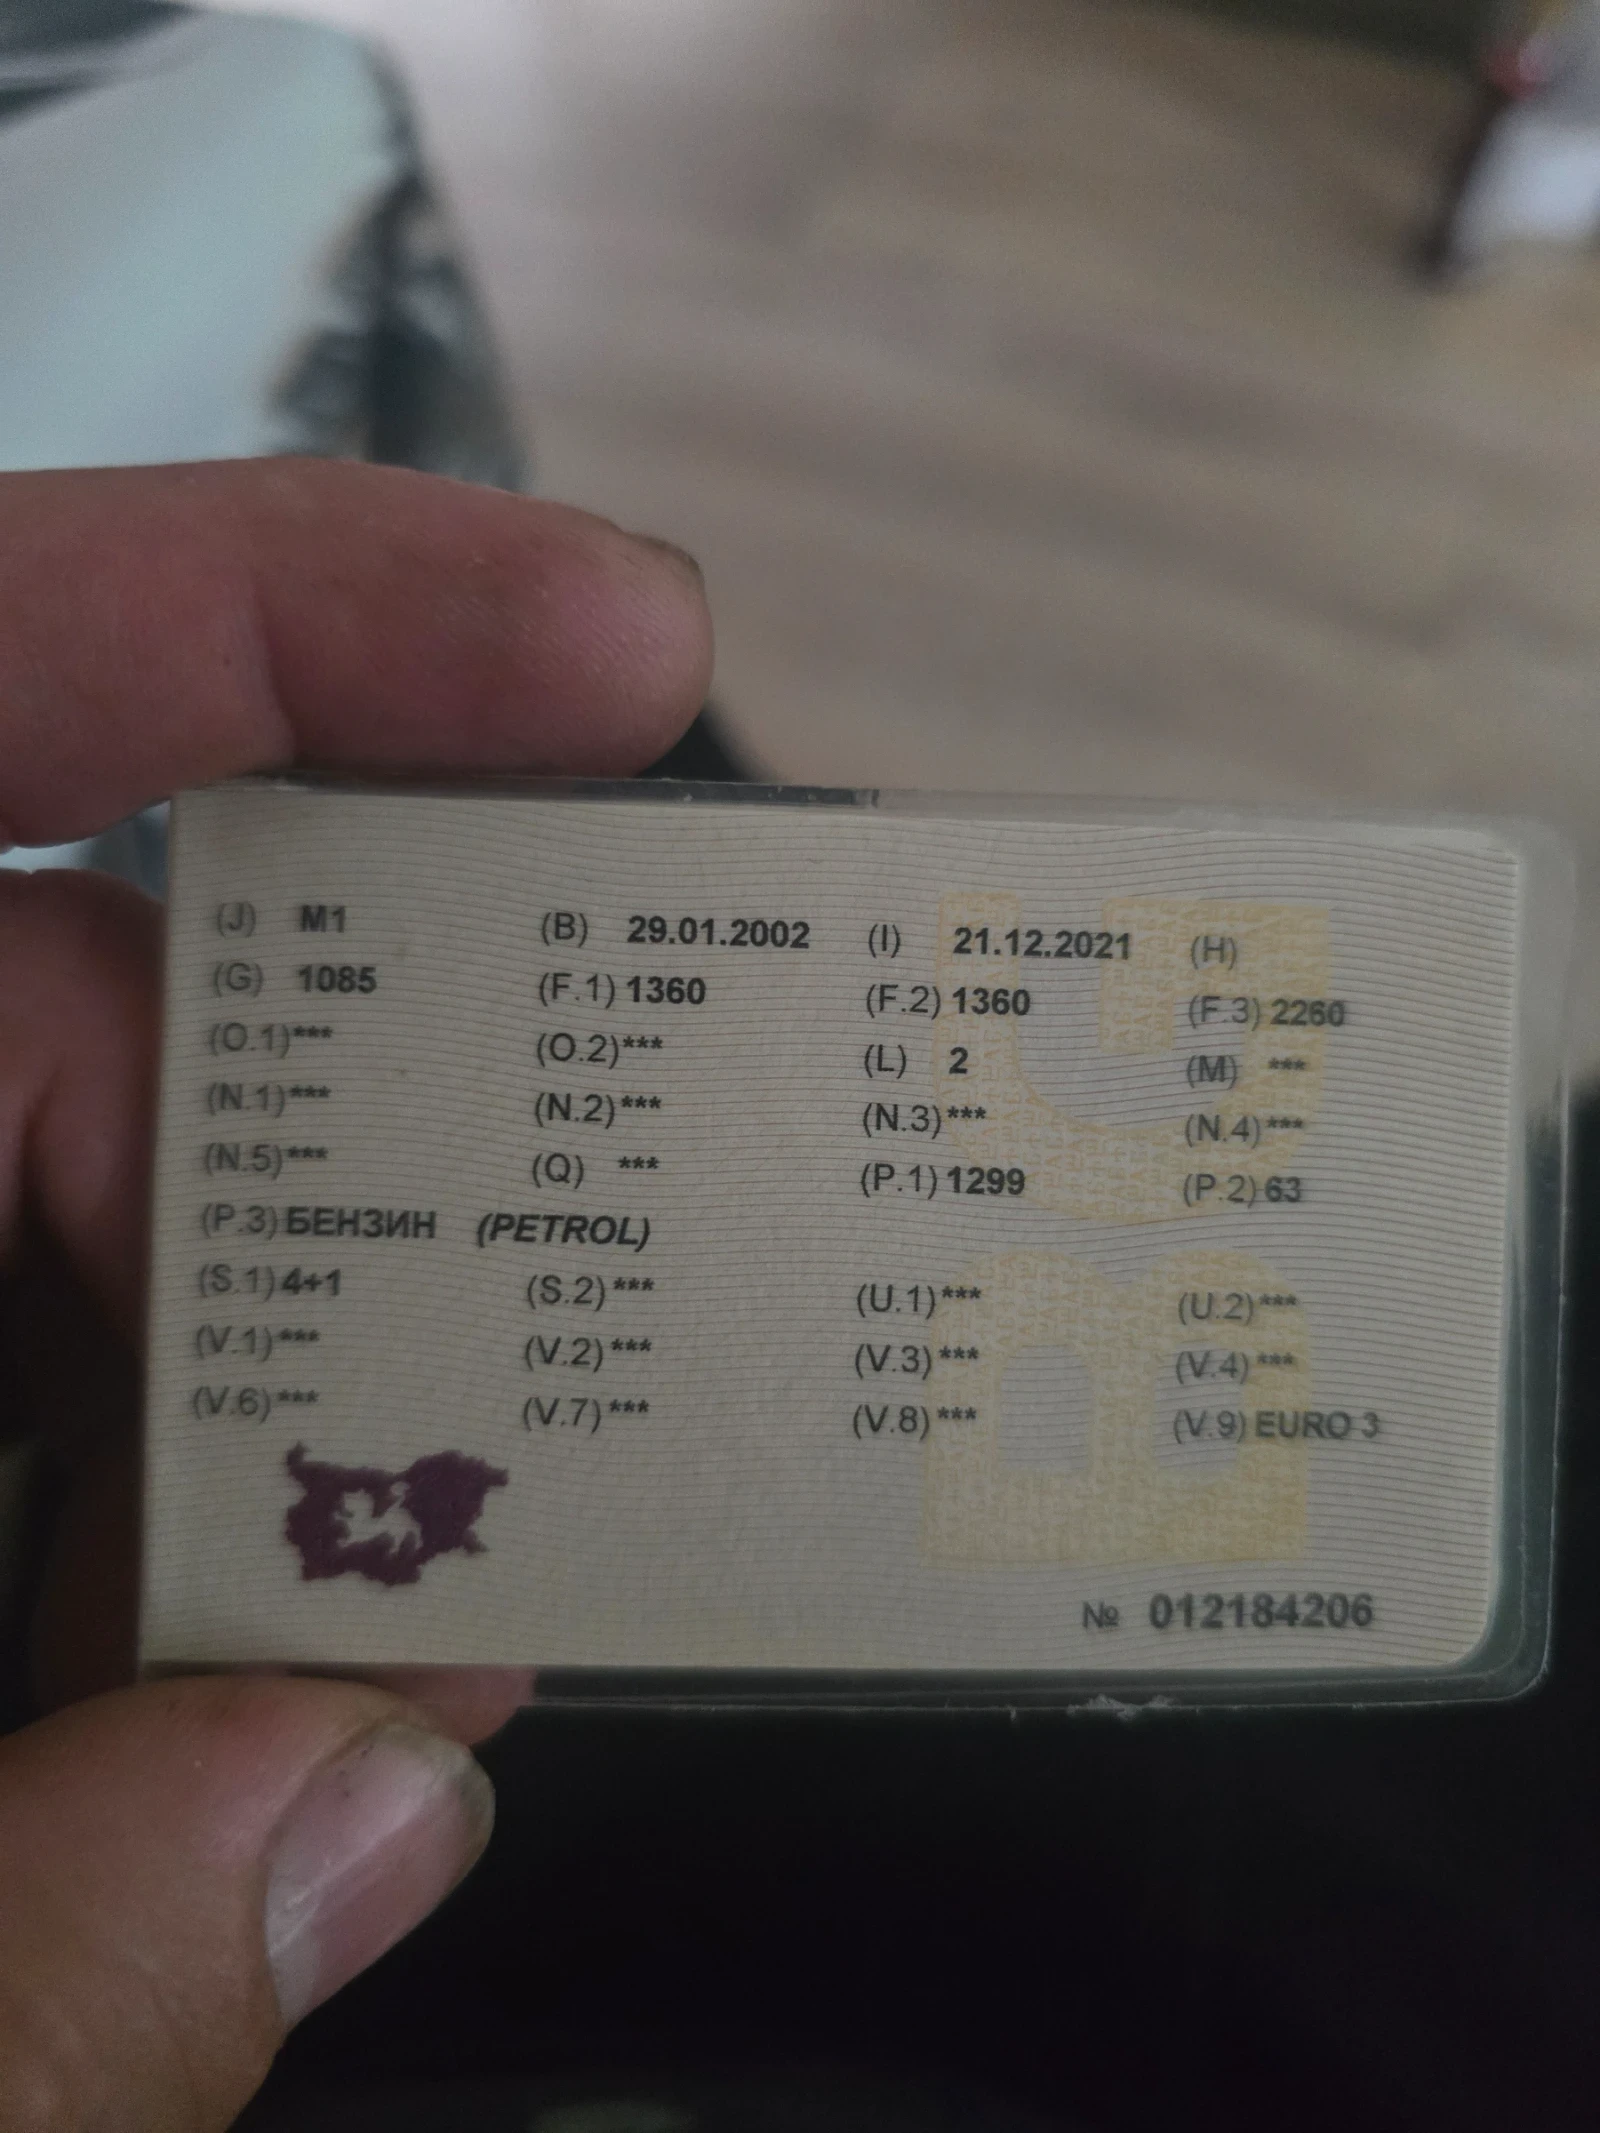 (J) M1 (B) 29.01.2002 (I) 21.12.2021 (H)
(G) 1085 (F.1) 1360 (F.2) 1360 (F.3) 2260
(O.1)*** (O.2)*** (L) 2 (M) ***
(N.1)*** (N.2)*** (N.3)*** (N.4)***
(N.5)*** (Q) *** (P.1) 1299 (P.2) 63
(P.3) БЕНЗИН (PETROL)
(S.1) 4+1 (S.2)*** (U.1)*** (U.2)***
(V.1)*** (V.2)*** (V.3)*** (V.4)***
(V.6)*** (V.7)*** (V.8)*** (V.9) EURO 3
№ 012184206